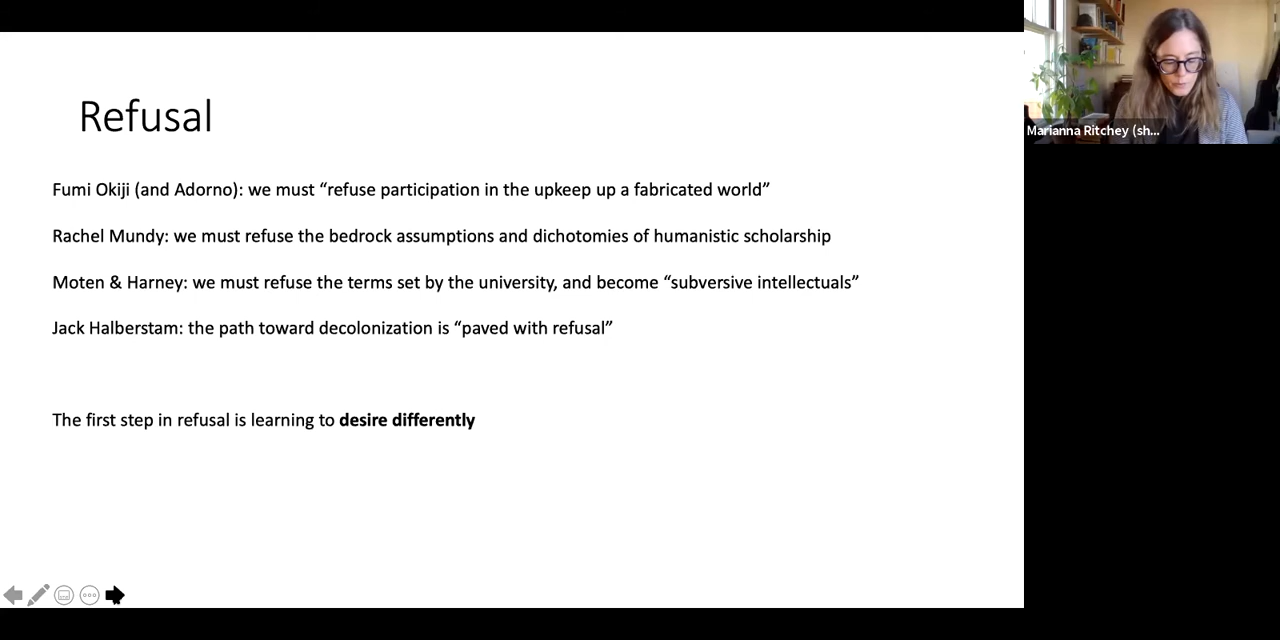 Refusal
Fumi Okiji (and Adorno): we must “refuse participation in the upkeep up a fabricated world”
Rachel Mundy: we must refuse the bedrock assumptions and dichotomies of humanistic scholarship
Moten & Harney: we must refuse the terms set by the university, and become “subversive intellectuals”
Jack Halberstam: the path toward decolonization is “paved with refusal”
The first step in refusal is learning to desire differently
Marianna Ritchey (sh...